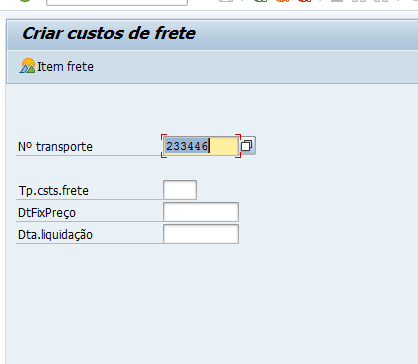 Criar custos de frete
Item frete
Nº transporte 233446
Tp.csts.frete
DtFixPreço
Dta.liquidação